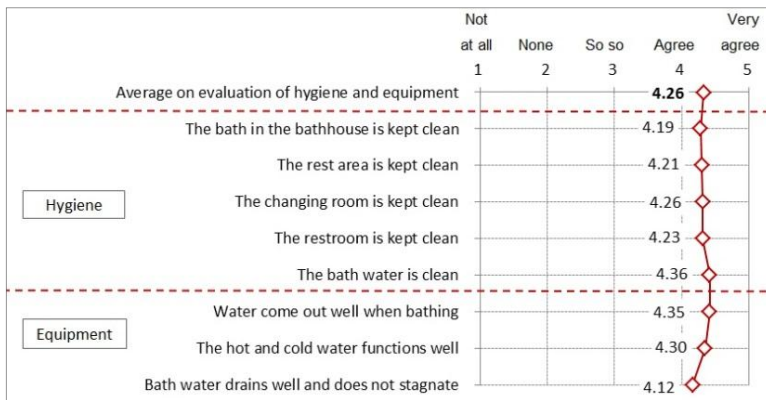 Not Very
at all None So so Agree agree
1 2 3 4 5
Average on evaluation of hygiene and equipment 4.26
The bath in the bathhouse is kept clean 4.19
The rest area is kept clean 4.21
Hygiene The changing room is kept clean 4.26
The restroom is kept clean 4.23
The bath water is clean 4.36
Water come out well when bathing 4.35
Equipment The hot and cold water functions well 4.30
Bath water drains well and does not stagnate 4.12